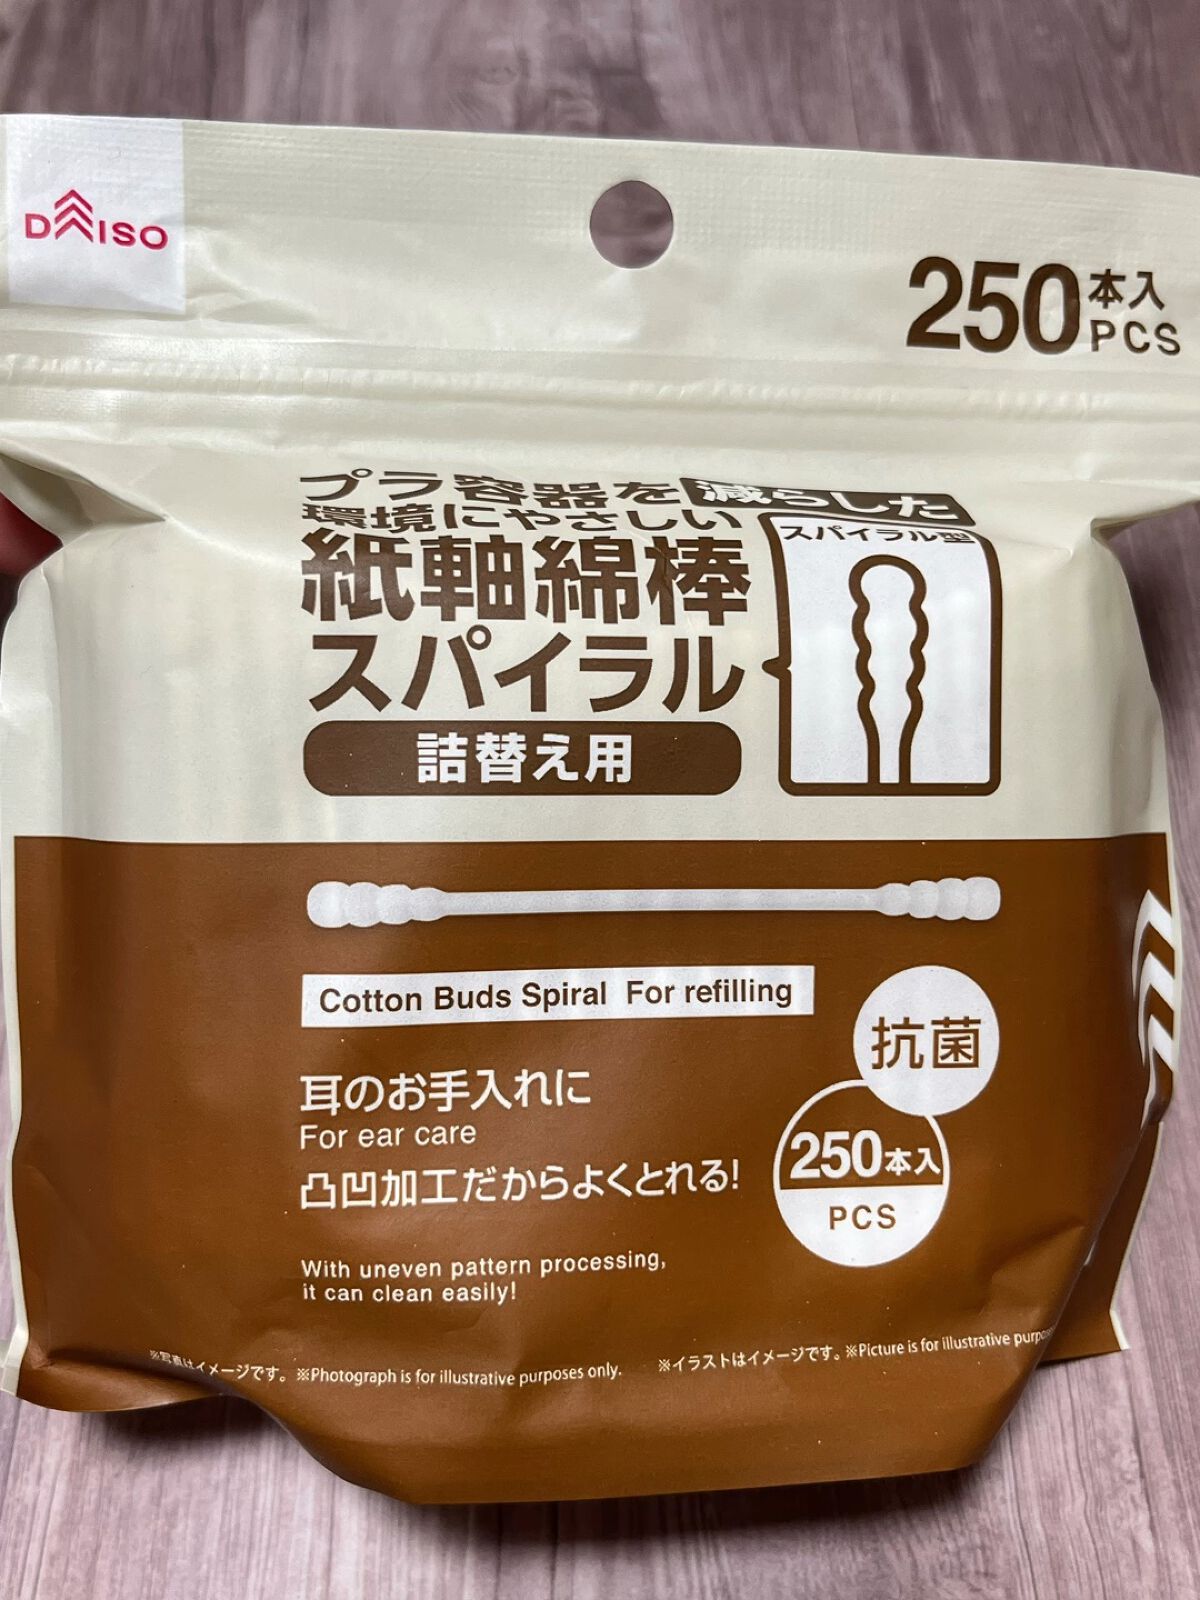 DAISO
250本入
PCS
プラ容器を減らした
環境にやさしい
紙軸綿棒
スパイラル
詰替え用
スパイラル型
Cotton Buds Spiral For refilling
抗菌
耳のお手入れに
For ear care
凸凹加工だからよくとれる!
250本入
PCS
With uneven pattern processing,
it can clean easily!
※写真はイメージです。 ※Photograph is for illustrative purposes only. ※イラストはイメージです。 ※Picture is for illustrative